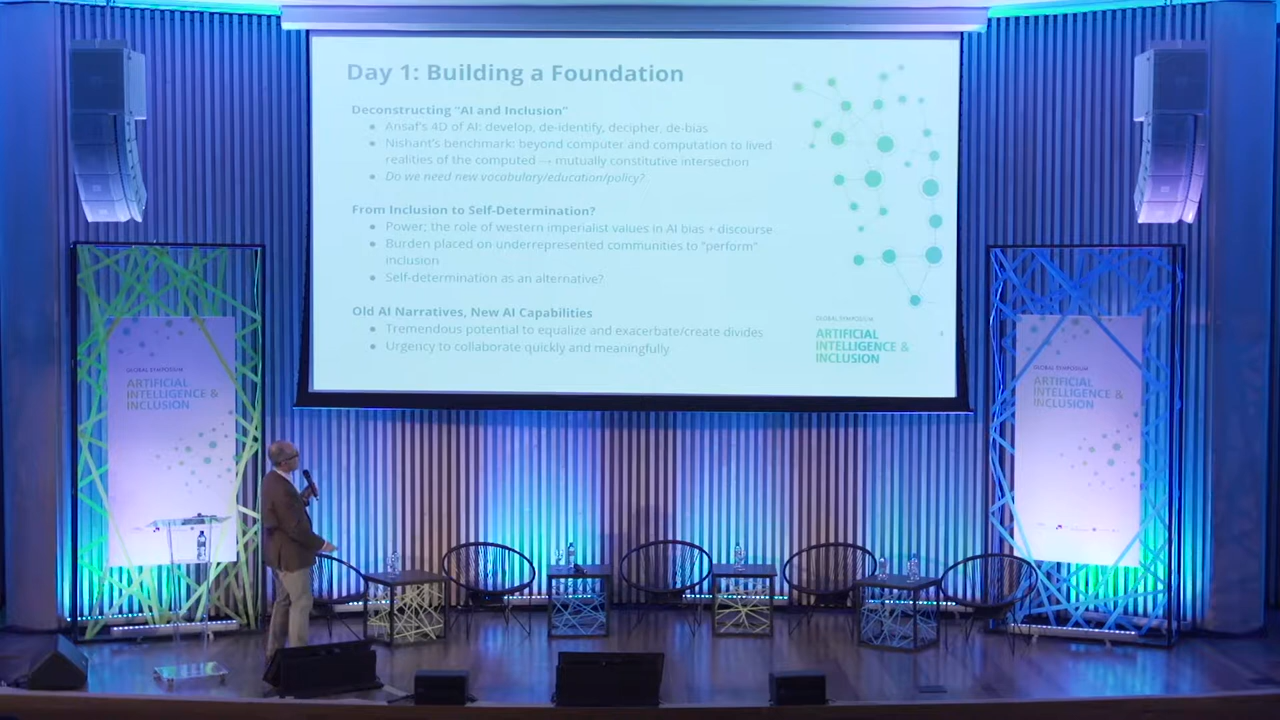 Day 1: Building a Foundation
Deconstructing “AI and Inclusion”
● Ansaf's 4D of AI: develop, de-identify, decipher, de-bias
● Nishant's benchmark: beyond computer and computation to lived
realities of the computed → mutually constitutive intersection
● Do we need new vocabulary/education/policy?
From Inclusion to Self-Determination?
● Power; the role of western imperialist values in AI bias + discourse
● Burden placed on underrepresented communities to “perform”
inclusion
● Self-determination as an alternative?
Old AI Narratives, New AI Capabilities
● Tremendous potential to equalize and exacerbate/create divides
● Urgency to collaborate quickly and meaningfully
GLOBAL SYMPOSIUM
ARTIFICIAL
INTELLIGENCE &
INCLUSION
GLOBAL SYMPOSIUM
ARTIFICIAL
INTELLIGENCE &
INCLUSION
GLOBAL SYMPOSIUM
ARTIFICIAL
INTELLIGENCE &
INCLUSION